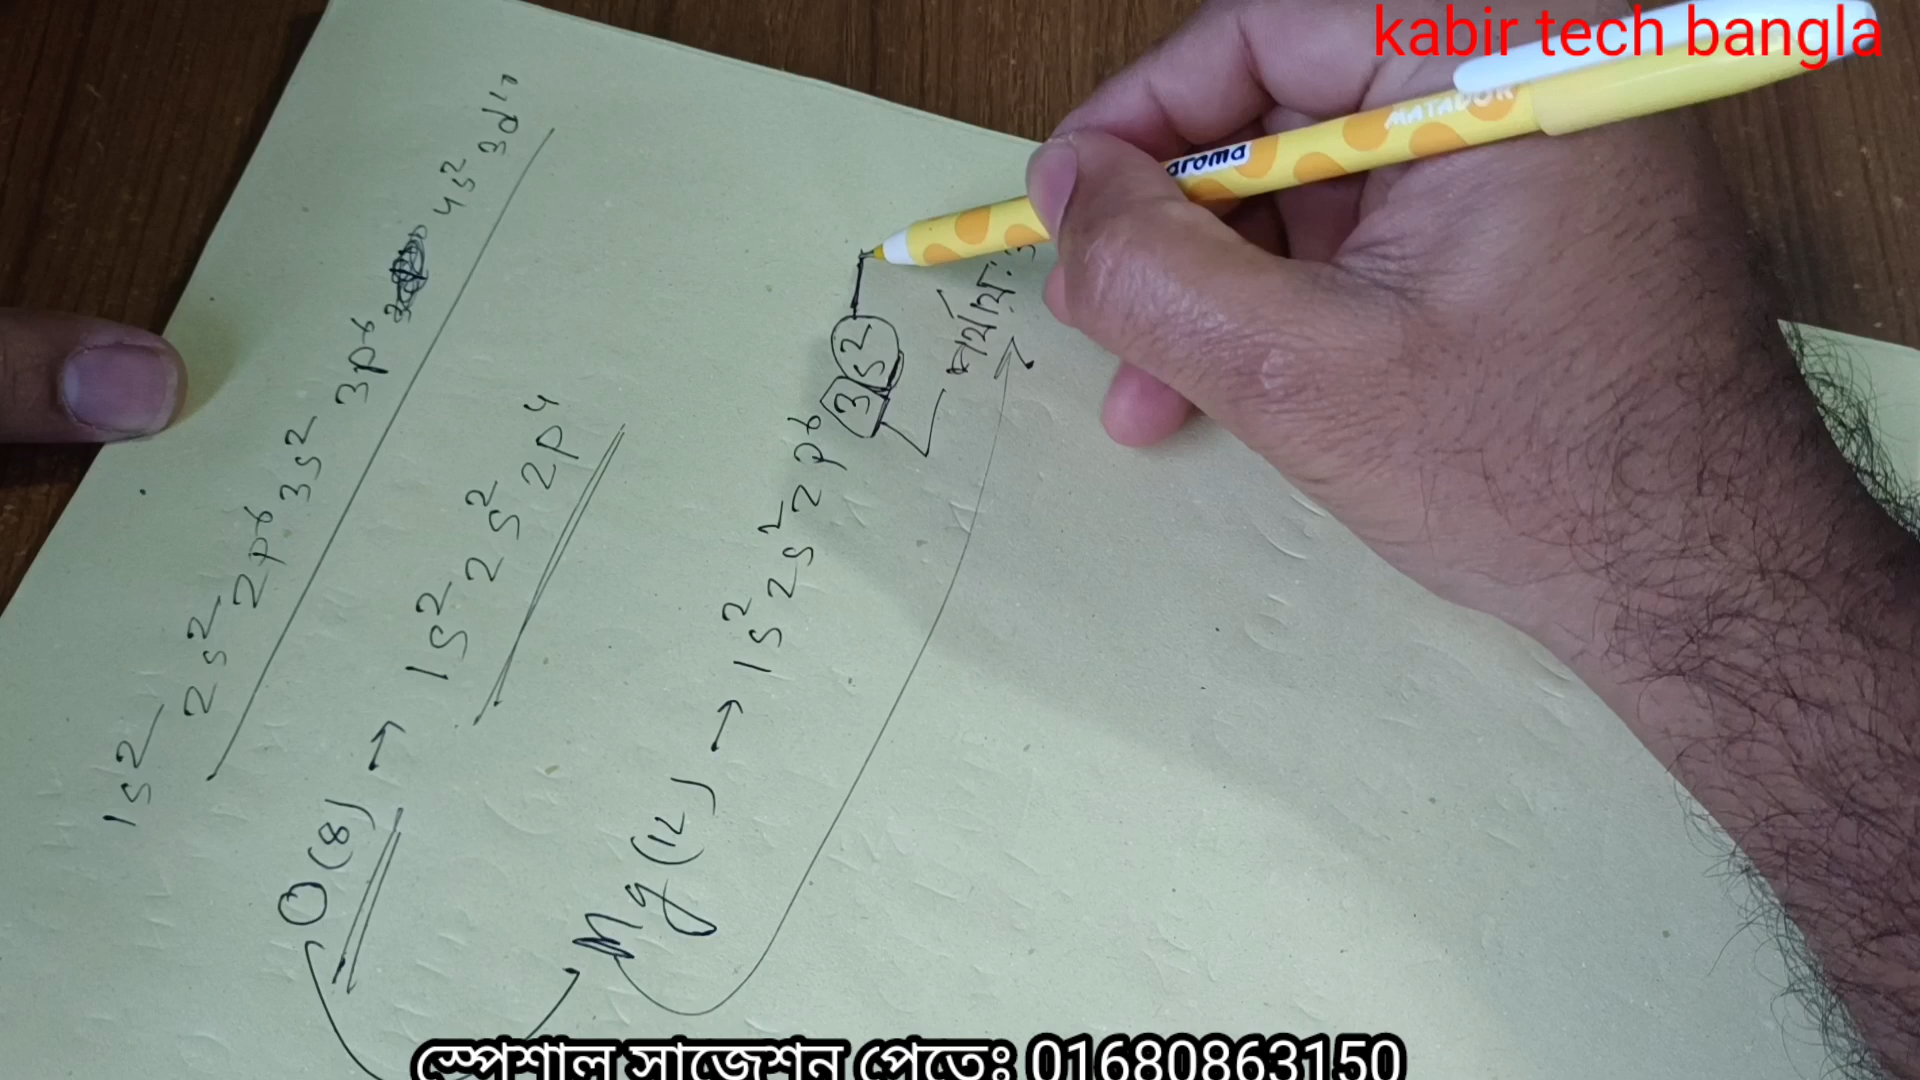 kabir tech bangla
MATADOR
aroma
1s² 2s² 2p⁶ 3s² 3p⁶ 4s² 3d¹⁰
O(8) → 1s² 2s² 2p⁴
Mg(12) → 1s² 2s² 2p⁶ 3s²
স্পেশাল সাজেশন পেতেঃ 01680863150